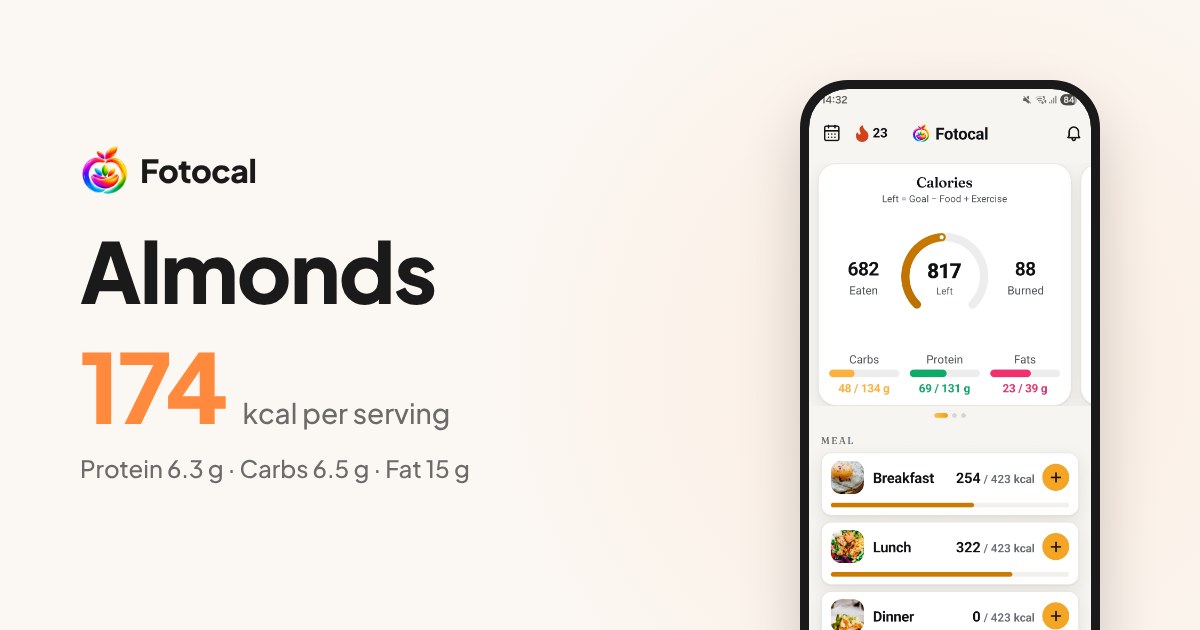 Fotocal
Almonds
174 kcal per serving
Protein 6.3 g · Carbs 6.5 g · Fat 15 g
14:32
84
23
Fotocal
Calories
Left = Goal − Food + Exercise
682
Eaten
817
Left
88
Burned
Carbs
48 / 134 g
Protein
69 / 131 g
Fats
23 / 39 g
MEAL
Breakfast 254 / 423 kcal +
Lunch 322 / 423 kcal +
Dinner 0 / 423 kcal +